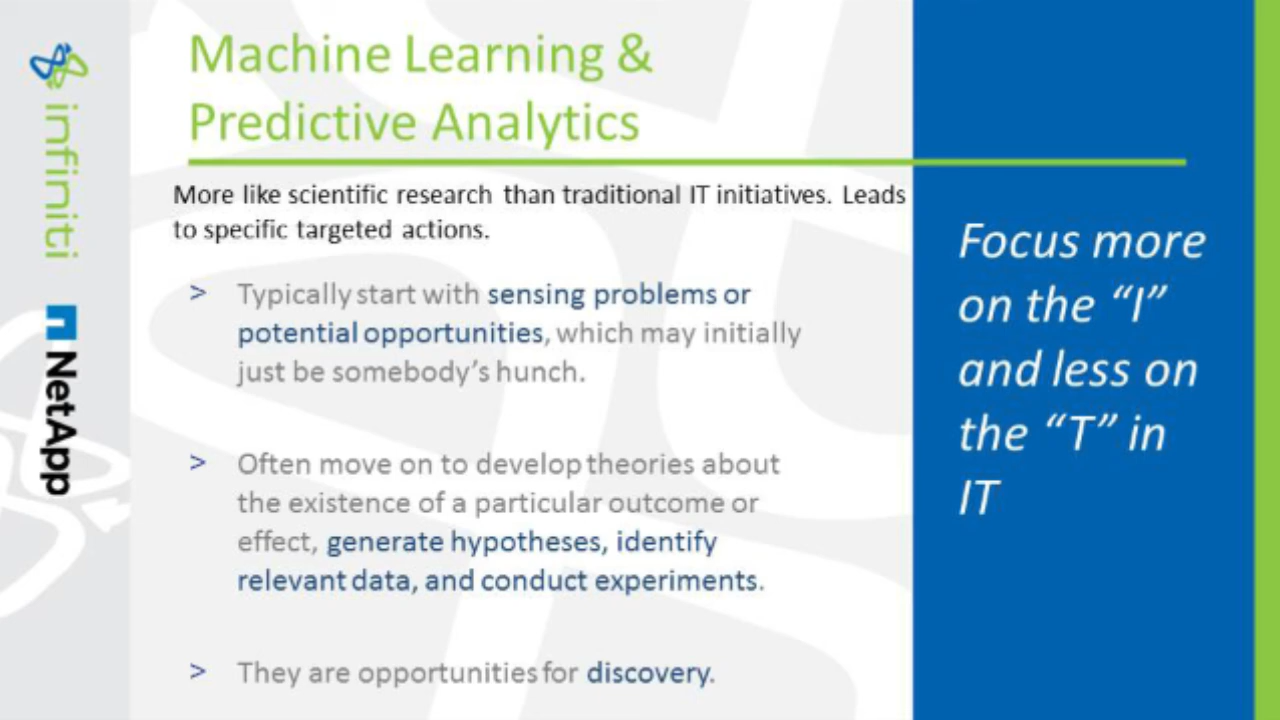 infiniti
NetApp
Machine Learning &
Predictive Analytics
More like scientific research than traditional IT initiatives. Leads
to specific targeted actions.
> Typically start with sensing problems or
potential opportunities, which may initially
just be somebody's hunch.
> Often move on to develop theories about
the existence of a particular outcome or
effect, generate hypotheses, identify
relevant data, and conduct experiments.
> They are opportunities for discovery.
Focus more
on the “I”
and less on
the “T” in
IT